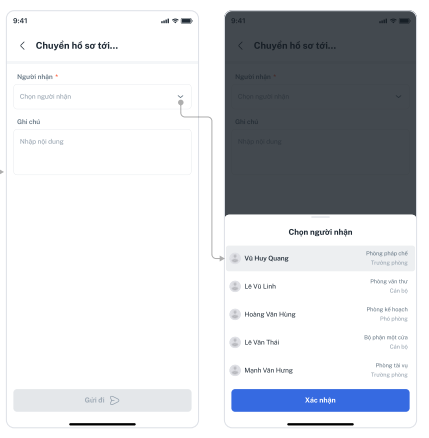 9:41
Chuyển hồ sơ tới...
Người nhận *
Chọn người nhận
Ghi chú
Nhập nội dung
Gửi đi
9:41
Chuyển hồ sơ tới...
Người nhận *
Chọn người nhận
Ghi chú
Nhập nội dung
Chọn người nhận
Vũ Huy Quang
Phòng pháp chế
Trưởng phòng
Lê Vũ Linh
Phòng văn thư
Cán bộ
Hoàng Văn Hùng
Phòng kế hoạch
Phó phòng
Lê Văn Thái
Bộ phận một cửa
Cán bộ
Mạnh Văn Hưng
Phòng tài vụ
Trưởng phòng
Xác nhận